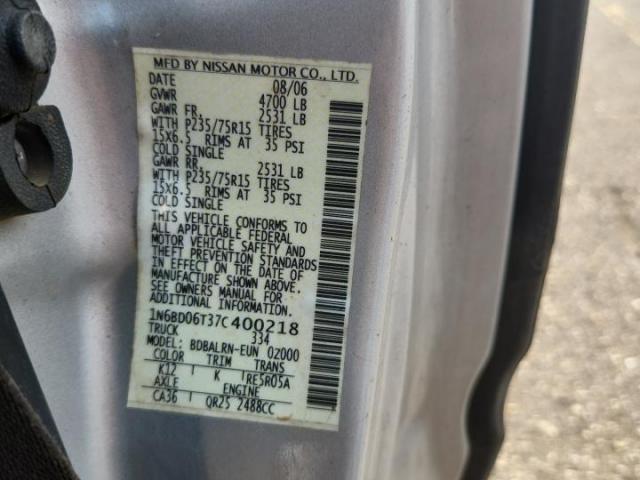 MFD BY NISSAN MOTOR CO., LTD.
DATE 08/06
GVWR 4700 LB
GAWR FR. 2531 LB
WITH P235/75R15 TIRES
15X6.5 RIMS AT 35 PSI
COLD SINGLE
GAWR RR. 2531 LB
WITH P235/75R15 TIRES
15X6.5 RIMS AT 35 PSI
COLD SINGLE
THIS VEHICLE CONFORMS TO
ALL APPLICABLE FEDERAL
MOTOR VEHICLE SAFETY AND
THEFT PREVENTION STANDARDS
IN EFFECT ON THE DATE OF
MANUFACTURE SHOWN ABOVE.
SEE OWNERS MANUAL FOR
ADDITIONAL INFORMATION.
1N6BD06T37C400218
TRUCK 334
MODEL: BDBALRN-EUN 02000
COLOR TRIM TRANS
K12 K RE5R05A
AXLE ENGINE
CA36 QR25 2488CC